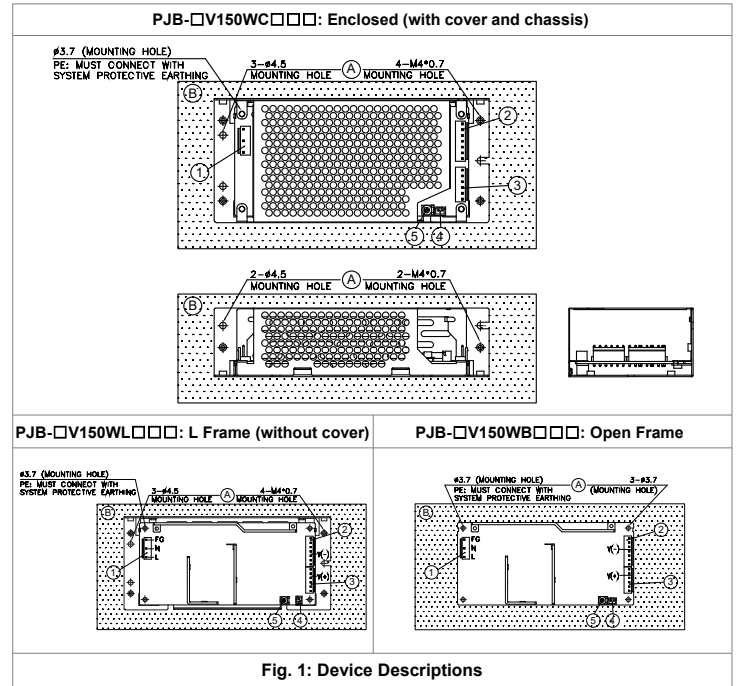 PJB-□V150WC□□□: Enclosed (with cover and chassis)
ø3.7 (MOUNTING HOLE)
PE: MUST CONNECT WITH
SYSTEM PROTECTIVE EARTHING
3-ø4.5
MOUNTING HOLE
A
4-M4*0.7
MOUNTING HOLE
B
1
2
3
5
4
2-ø4.5
MOUNTING HOLE
A
2-M4*0.7
MOUNTING HOLE
B
PJB-□V150WL□□□: L Frame (without cover)
ø3.7 (MOUNTING HOLE)
PE: MUST CONNECT WITH
SYSTEM PROTECTIVE EARTHING
3-ø4.5
MOUNTING HOLE
A
4-M4*0.7
MOUNTING HOLE
B
FG
N
L
1
2
V(-)
V(+)
3
5
4
PJB-□V150WB□□□: Open Frame
ø3.7 (MOUNTING HOLE)
PE: MUST CONNECT WITH
SYSTEM PROTECTIVE EARTHING
A
3-ø3.7
(MOUNTING HOLE)
B
FG
N
L
1
2
V(-)
V(+)
3
5
4
Fig. 1: Device Descriptions